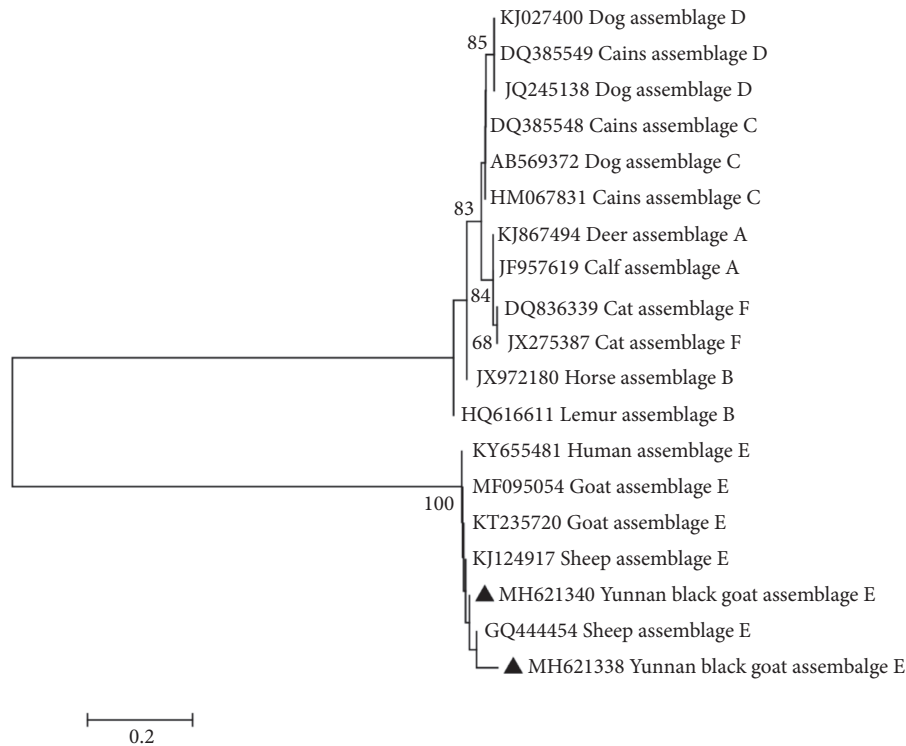 KJ027400 Dog assemblage D
85
DQ385549 Cains assemblage D
JQ245138 Dog assemblage D
DQ385548 Cains assemblage C
AB569372 Dog assemblage C
HM067831 Cains assemblage C
83
KJ867494 Deer assemblage A
JF957619 Calf assemblage A
84
DQ836339 Cat assemblage F
68
JX275387 Cat assemblage F
JX972180 Horse assemblage B
HQ616611 Lemur assemblage B
KY655481 Human assemblage E
MF095054 Goat assemblage E
100
KT235720 Goat assemblage E
KJ124917 Sheep assemblage E
MH621340 Yunnan black goat assemblage E
GQ444454 Sheep assemblage E
MH621338 Yunnan black goat assembalge E
0.2